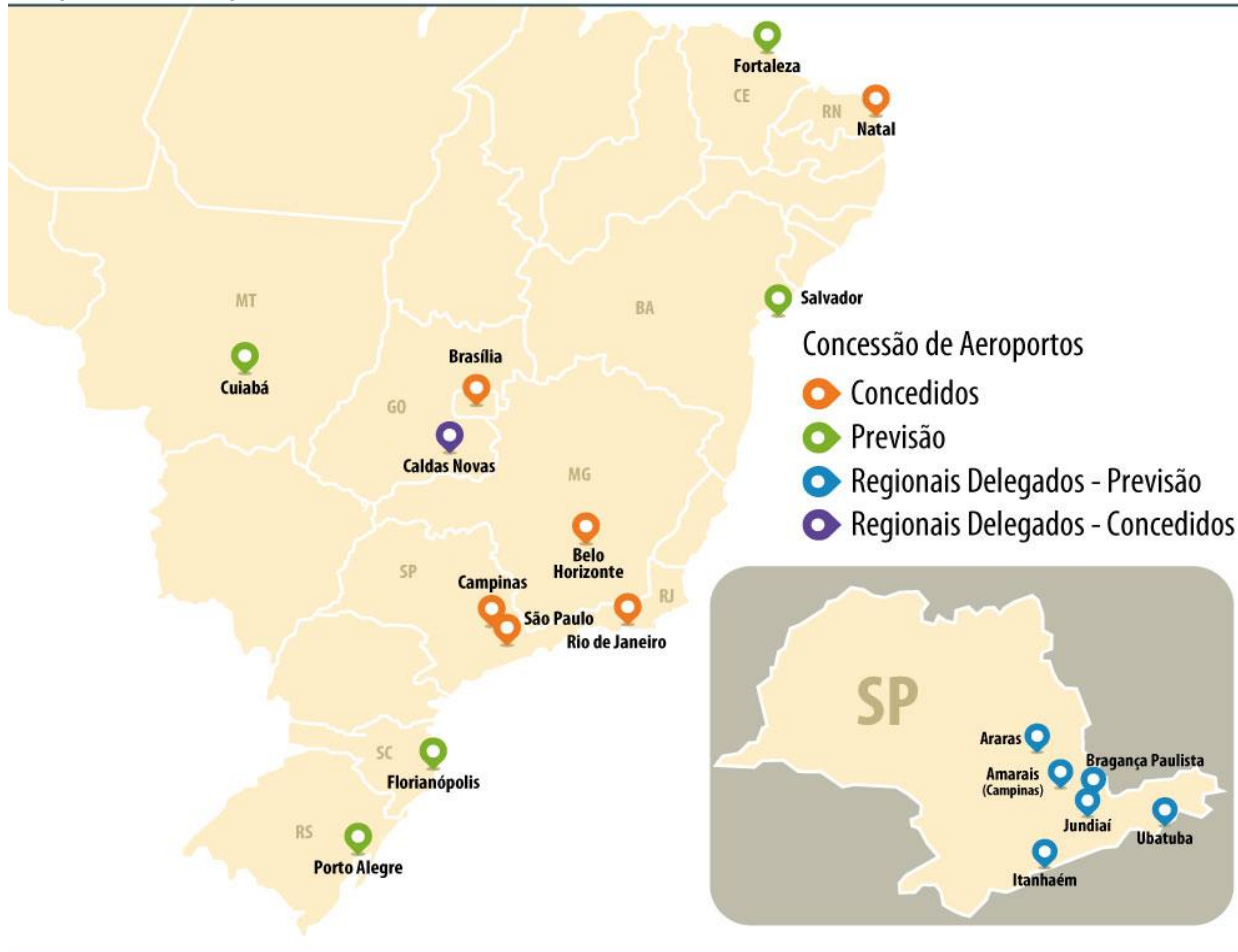 Fortaleza
CE
RN
Natal
Salvador
BA
MT
Cuiabá
Brasília
GO
Caldas Novas
MG
Belo
Horizonte
SP
Campinas
São Paulo
RJ
Rio de Janeiro
SC
Florianópolis
RS
Porto Alegre
Concessão de Aeroportos
Concedidos
Previsão
Regionais Delegados - Previsão
Regionais Delegados - Concedidos
SP
Araras
Amarais
(Campinas)
Bragança Paulista
Jundiaí
Ubatuba
Itanhaém